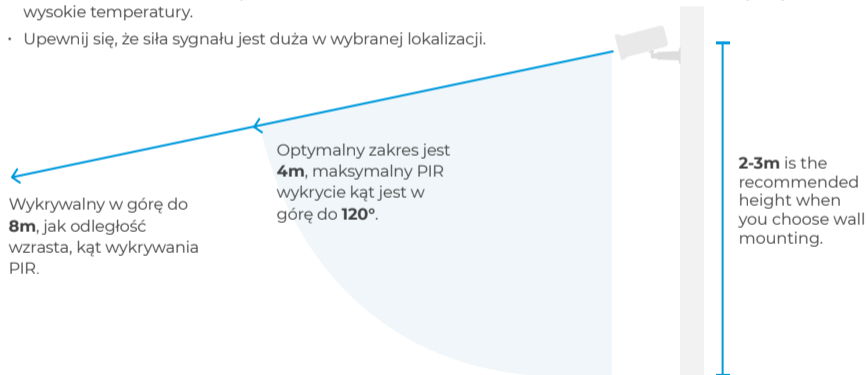 wysokie temperatury.
· Upewnij się, że siła sygnału jest duża w wybranej lokalizacji.
Optymalny zakres jest
4m, maksymalny PIR
wykrycie kąt jest w
górę do 120°.
Wykrywalny w górę do
8m, jak odległość
wzrasta, kąt wykrywania
PIR.
2-3m is the
recommended
height when
you choose wall
mounting.